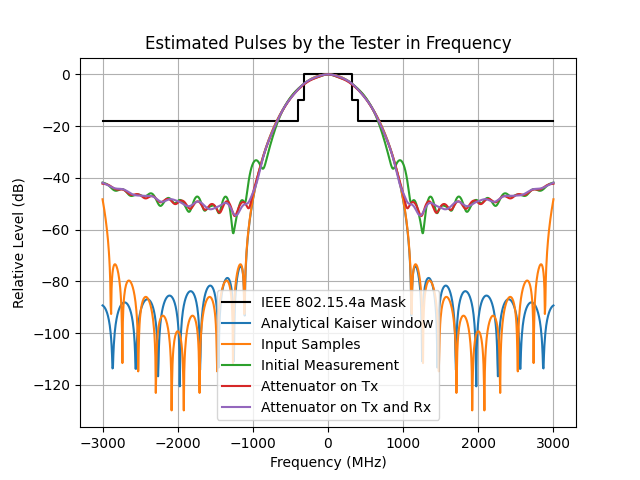 Estimated Pulses by the Tester in Frequency
Relative Level (dB)
0
−20
−40
−60
−80
−100
−120
IEEE 802.15.4a Mask
Analytical Kaiser window
Input Samples
Initial Measurement
Attenuator on Tx
Attenuator on Tx and Rx
−3000 −2000 −1000 0 1000 2000 3000
Frequency (MHz)